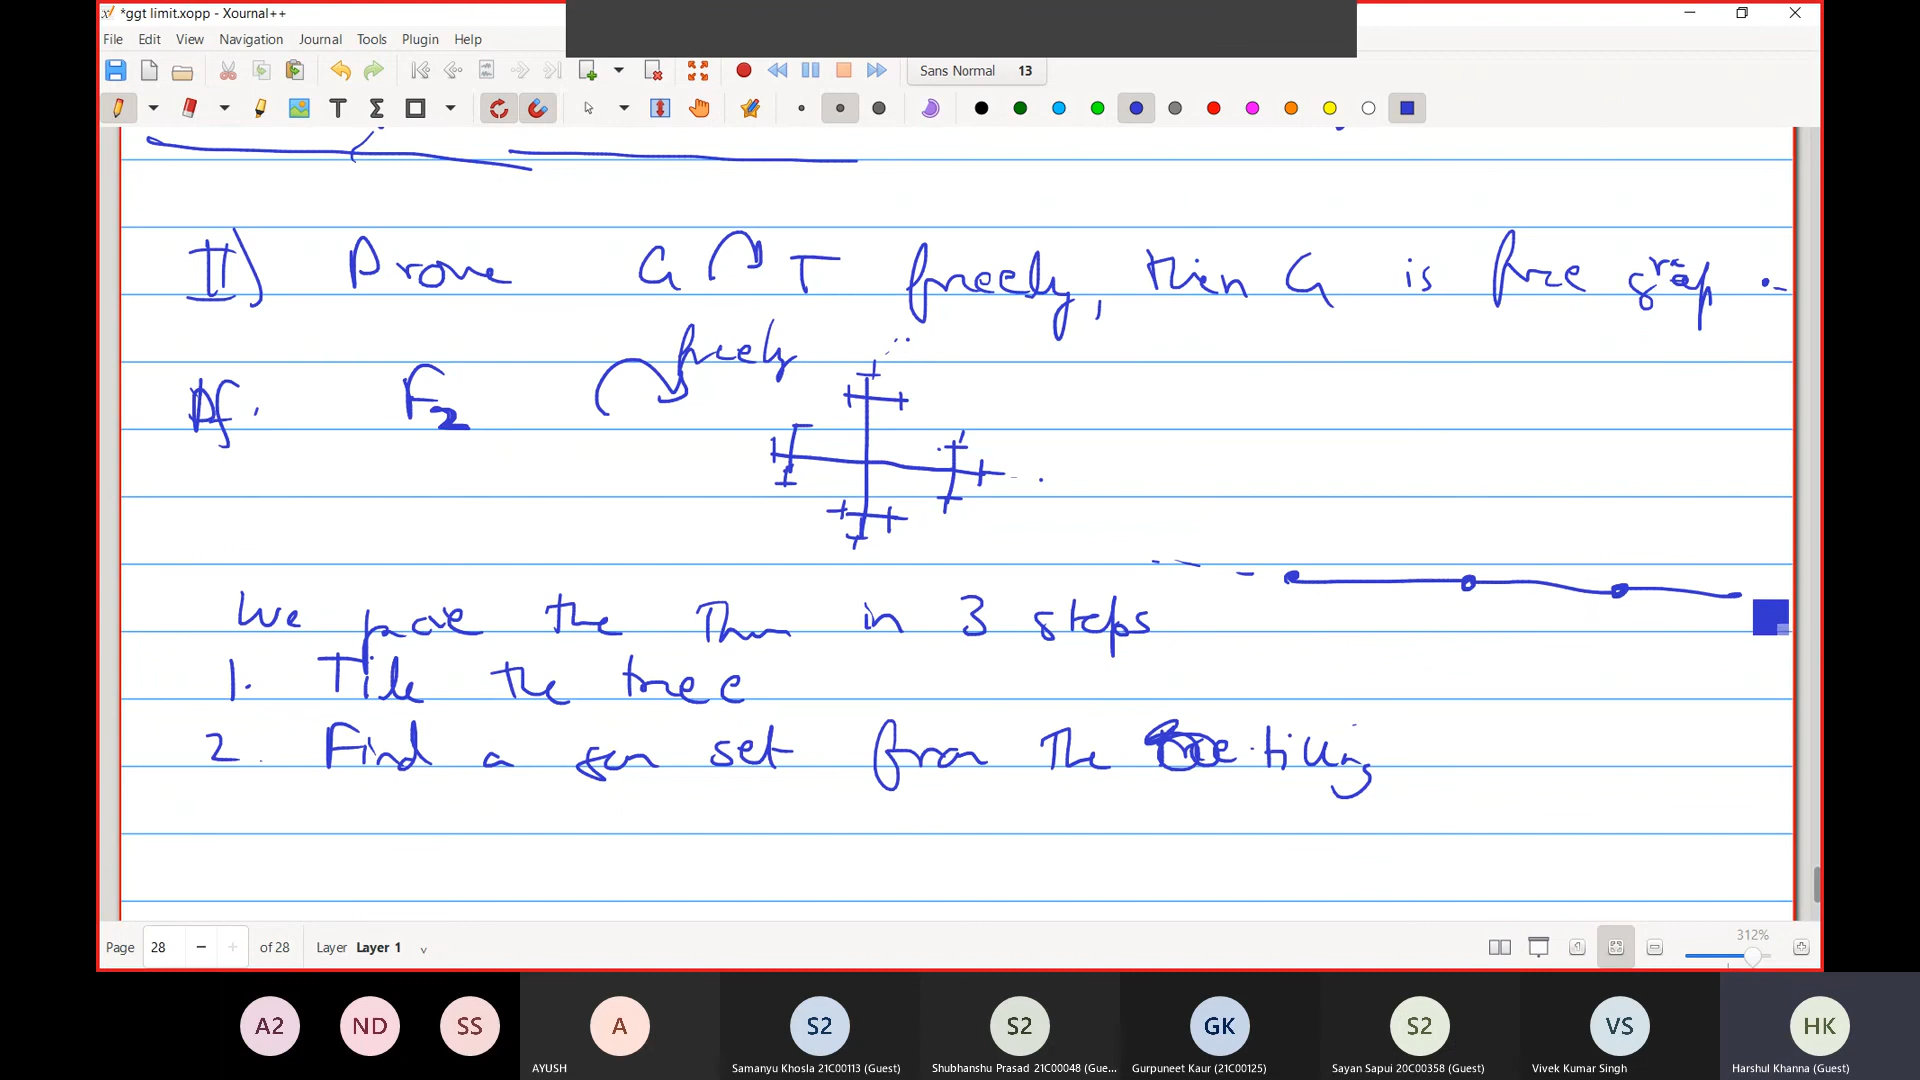 *ggt limit.xopp - Xournal++
File Edit View Navigation Journal Tools Plugin Help
Sans Normal 13
II) Prove G ↷ T freely, then G is free grep.
Pf. F2 ↷ freely
We prove the Thm in 3 steps
1. Tile the tree
2. Find a gen set from the tiling
Page 28 - + of 28 Layer Layer 1
312%
A2 ND SS A S2 S2 GK S2 VS HK
AYUSH Samanyu Khosla 21C00113 (Guest) Shubhanshu Prasad 21C00048 (Gue... Gurpuneet Kaur (21C00125) Sayan Sapui 20C00358 (Guest) Vivek Kumar Singh Harshul Khanna (Guest)